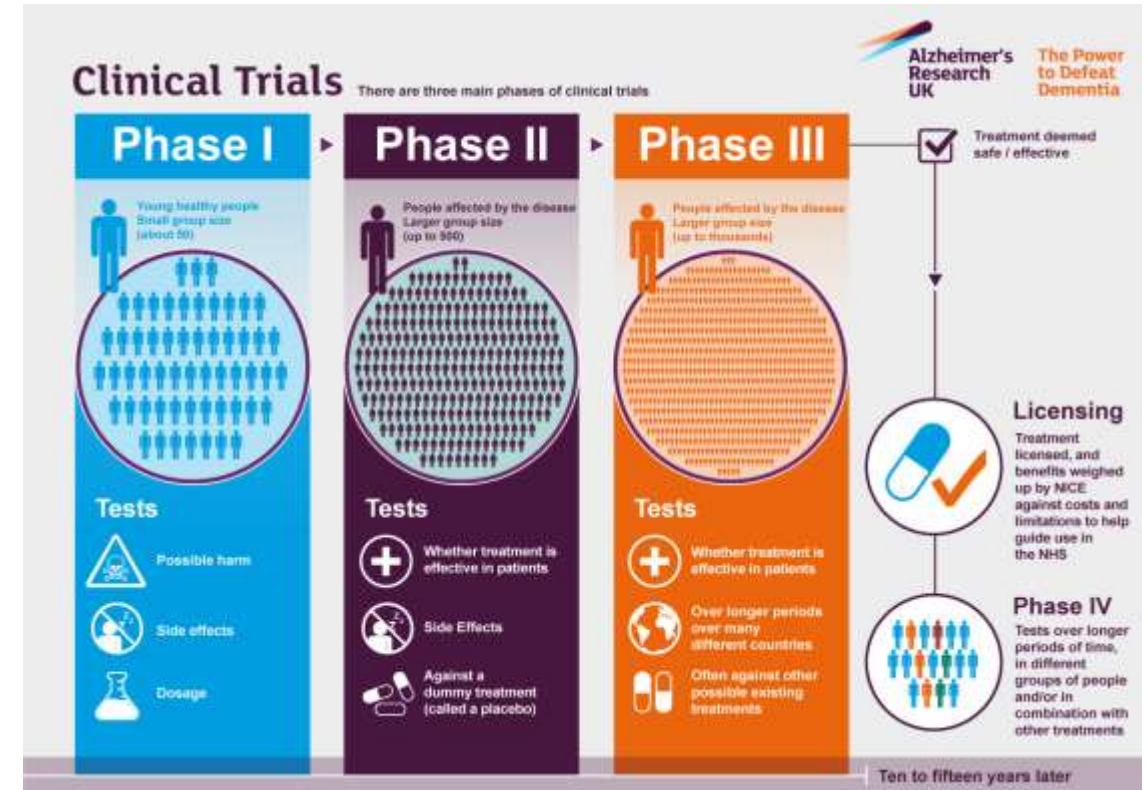 Alzheimer's
Research
UK
The Power
to Defeat
Dementia
Clinical Trials
There are three main phases of clinical trials
Phase I
Phase II
Phase III
Treatment deemed
safe / effective
Young healthy people
Small group size
(about 50)
People affected by the disease
Larger group size
(up to 500)
People affected by the disease
Larger group size
(up to thousands)
Tests
Possible harm
Side effects
Dosage
Tests
Whether treatment is
effective in patients
Side Effects
Against a
dummy treatment
(called a placebo)
Tests
Whether treatment is
effective in patients
Over longer periods
over many
different countries
Often against other
possible existing
treatments
Licensing
Treatment
licensed, and
benefits weighed
up by NICE
against costs and
limitations to help
guide use in
the NHS
Phase IV
Tests over longer
periods of time,
in different
groups of people
and/or in
combination with
other treatments
Ten to fifteen years later